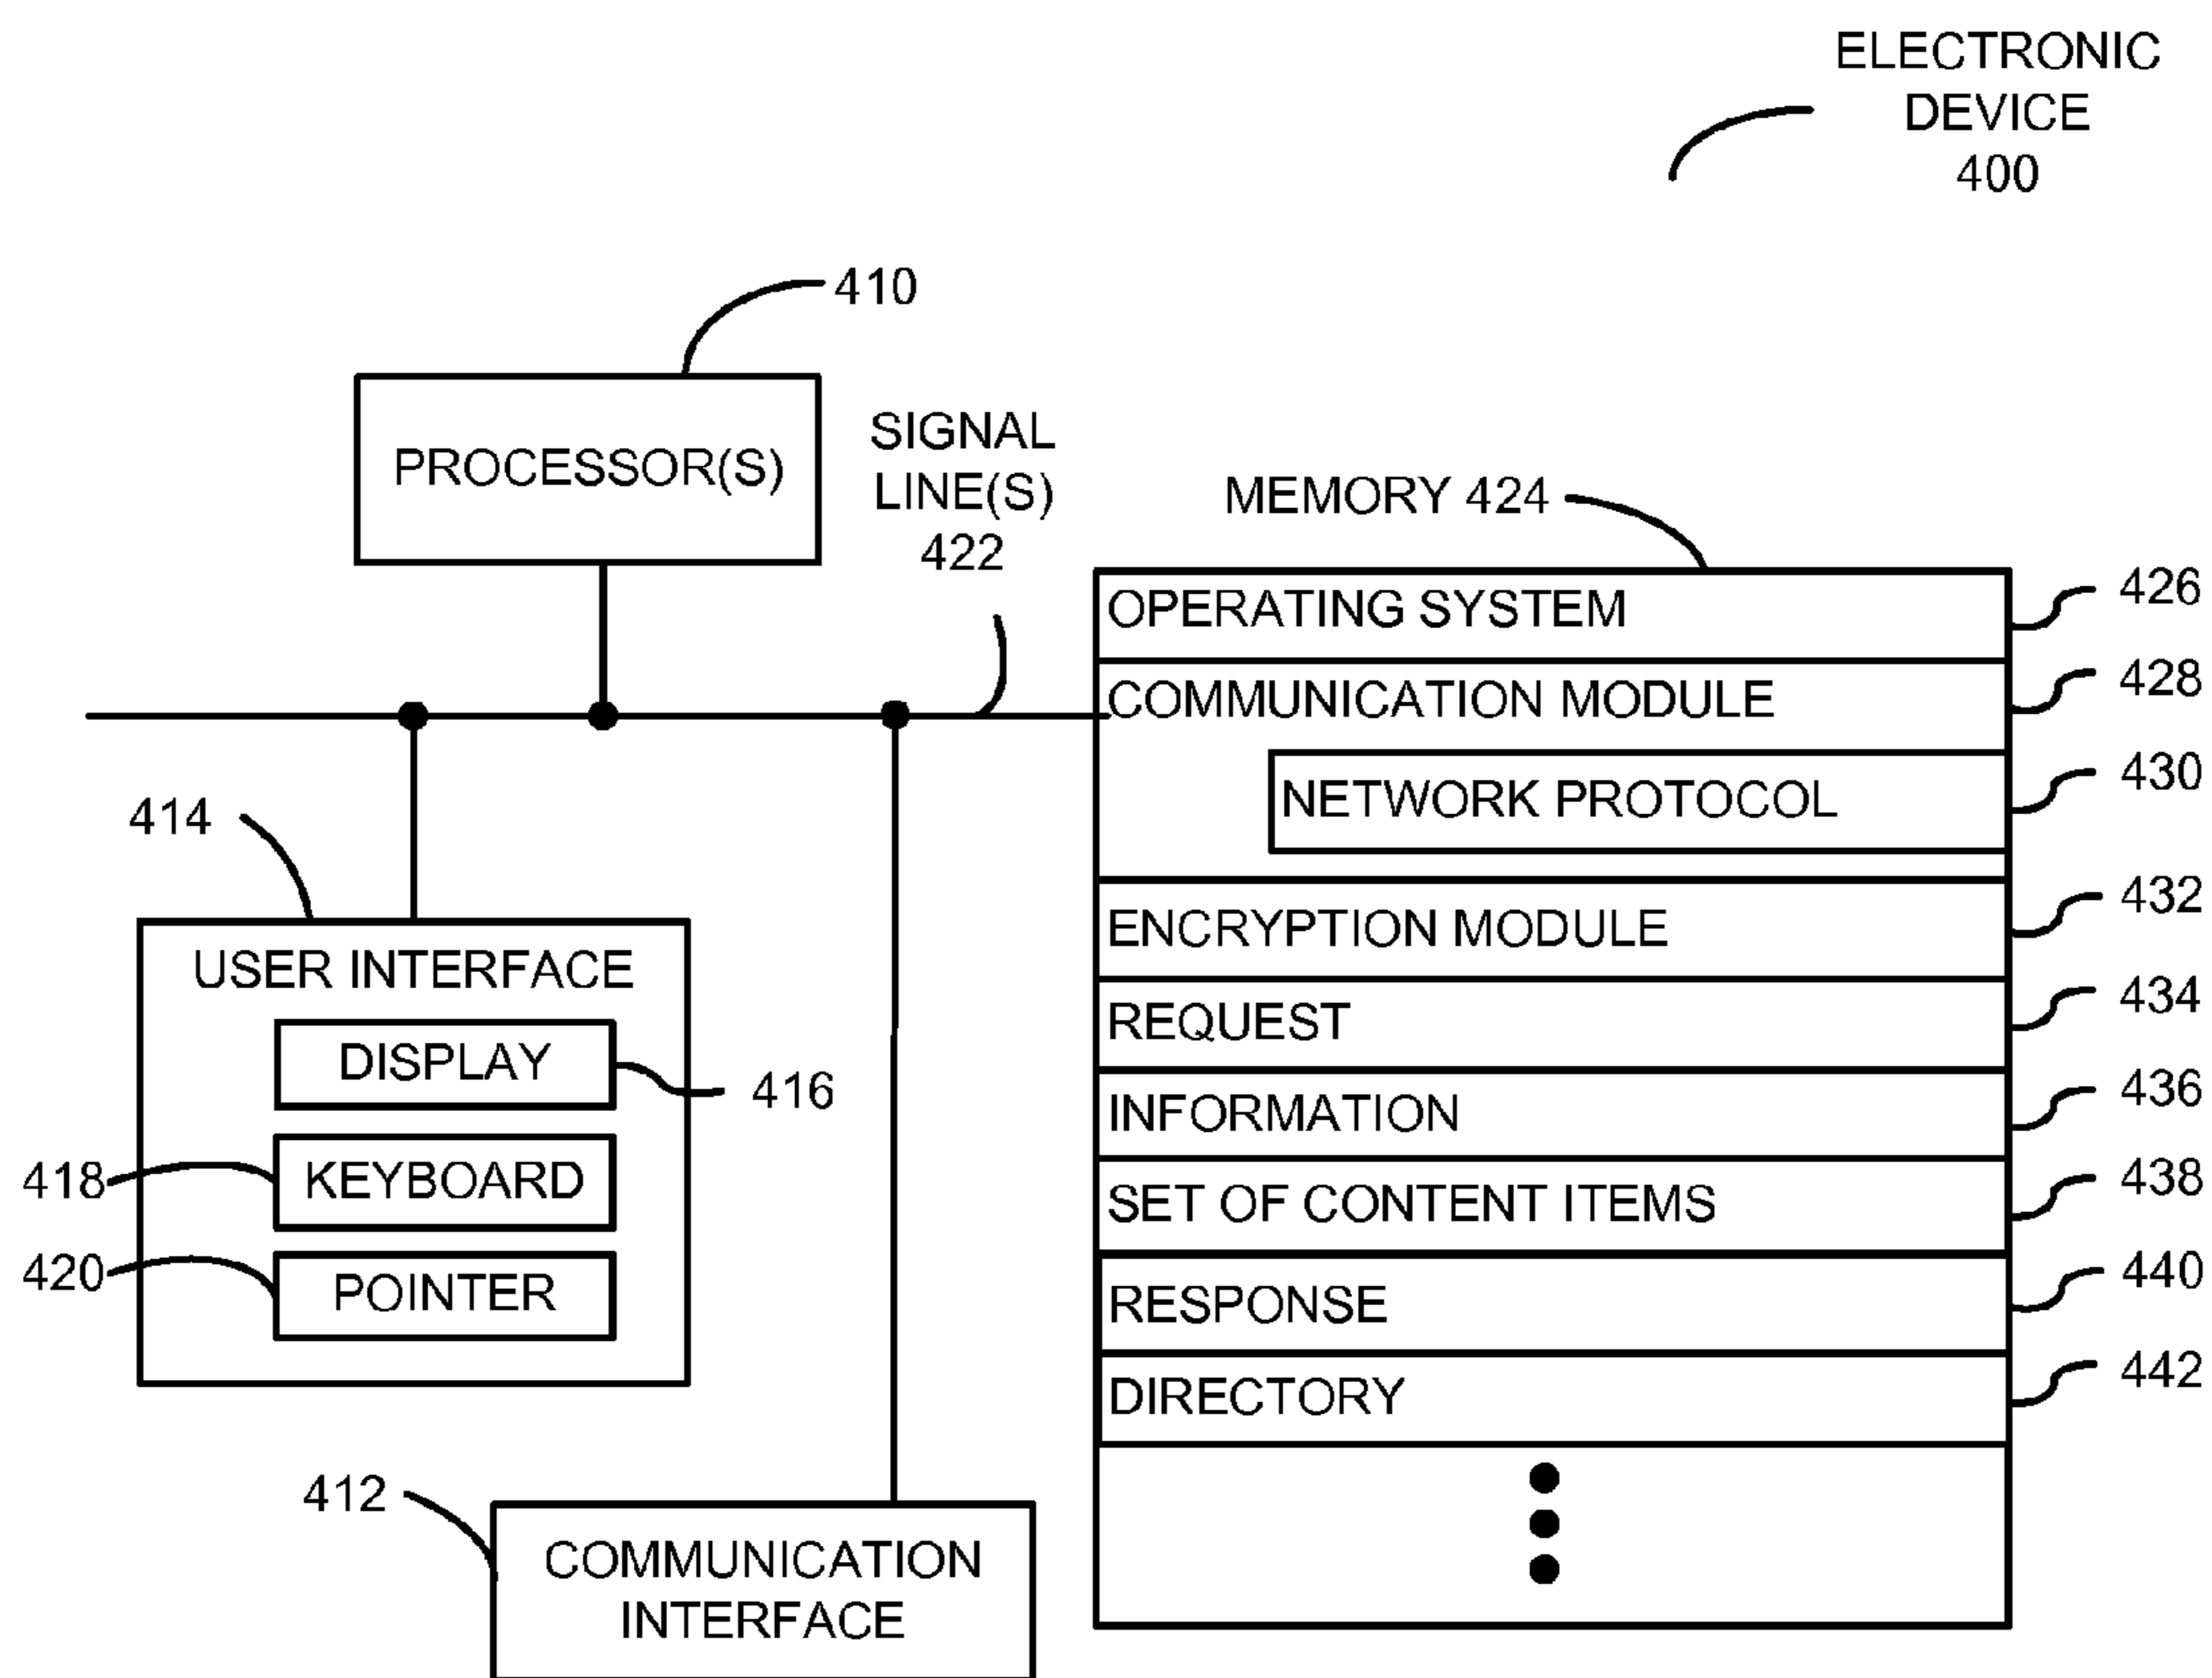 ELECTRONIC
DEVICE
400
410
PROCESSOR(S)
SIGNAL
LINE(S)
422
MEMORY 424
OPERATING SYSTEM
426
COMMUNICATION MODULE
428
NETWORK PROTOCOL
430
ENCRYPTION MODULE
432
REQUEST
434
INFORMATION
436
SET OF CONTENT ITEMS
438
RESPONSE
440
DIRECTORY
442
414
USER INTERFACE
DISPLAY
416
418
KEYBOARD
420
POINTER
412
COMMUNICATION
INTERFACE